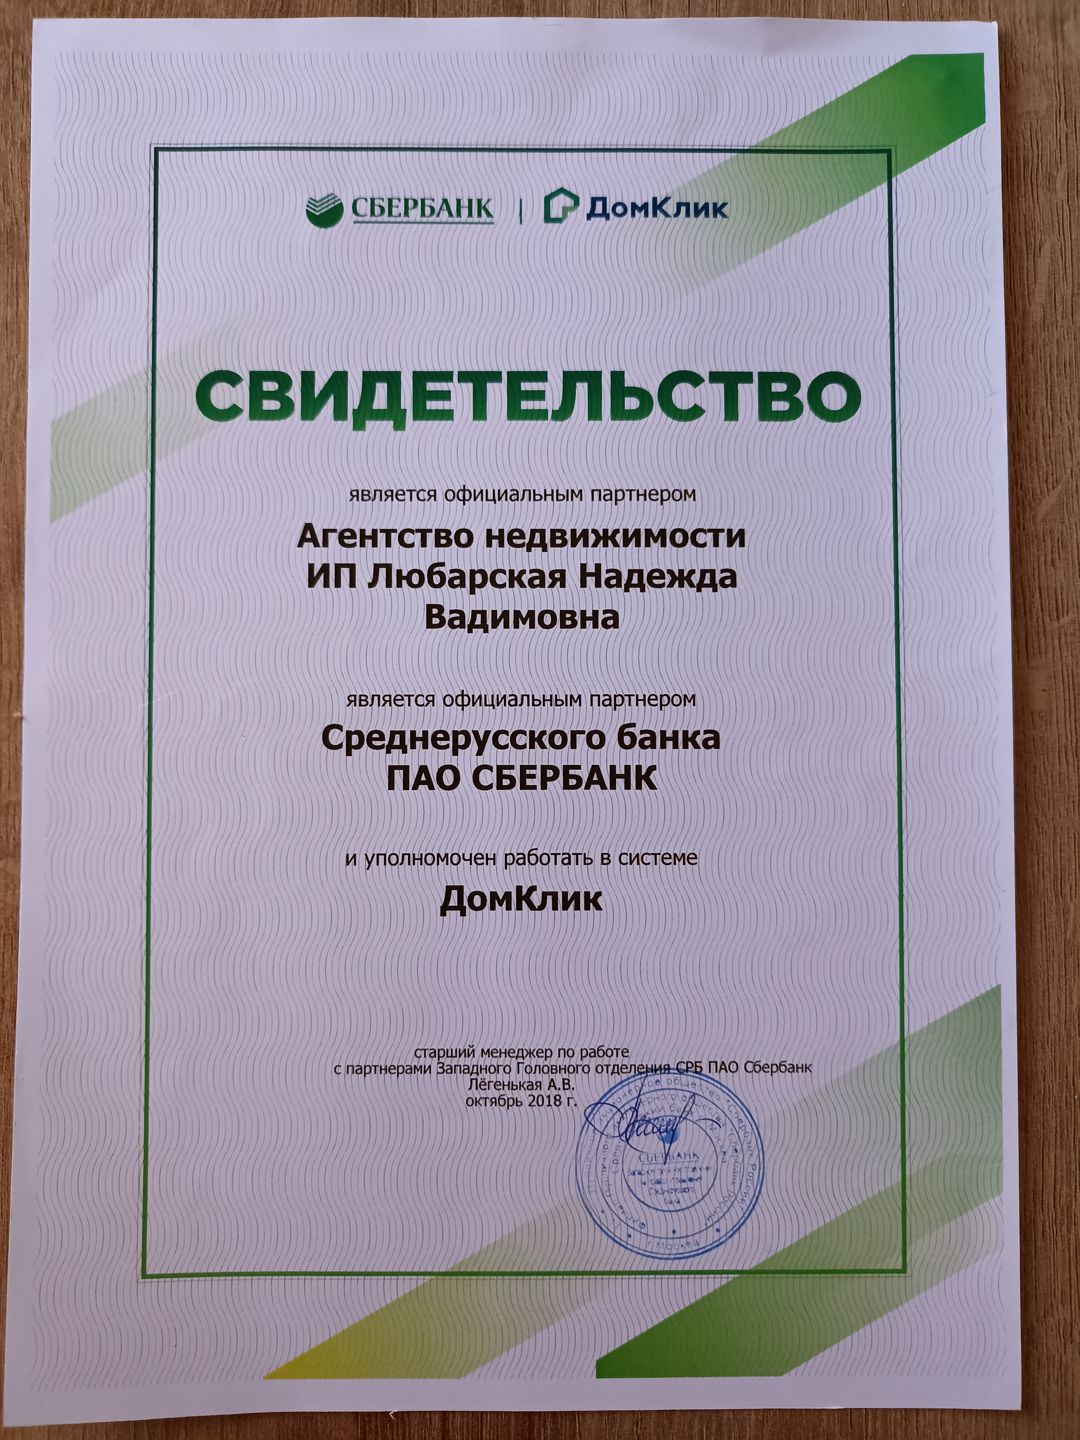 СБЕРБАНК | ДомКлик
СВИДЕТЕЛЬСТВО
является официальным партнером
Агентство недвижимости
ИП Любарская Надежда
Вадимовна
является официальным партнером
Среднерусского банка
ПАО СБЕРБАНК
и уполномочен работать в системе
ДомКлик
старший менеджер по работе
с партнерами Западного Головного отделения СРБ ПАО Сбербанк
Лёгенькая А.В.
октябрь 2018 г.
СБЕРБАНК